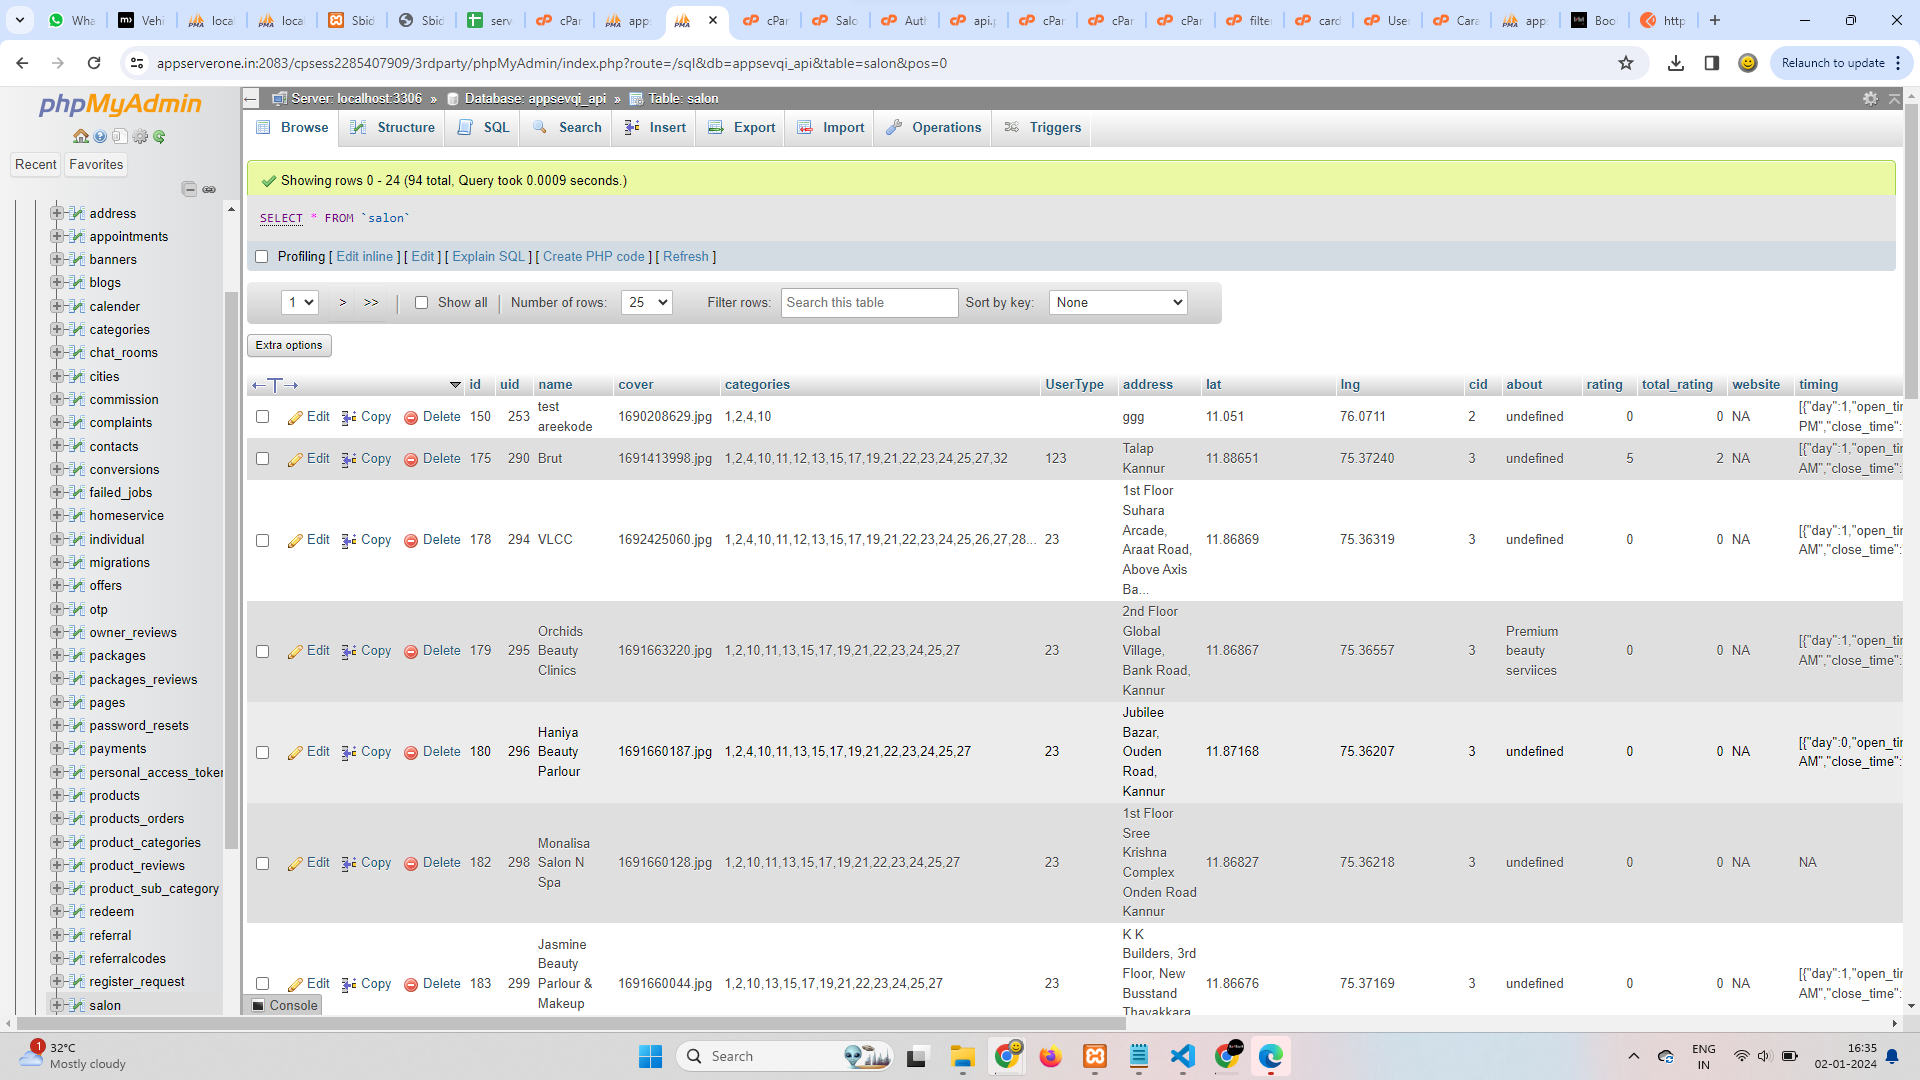 Wha
Vehi
local
local
Sbid
Sbid
serv
cPar
apps
cPar
Salo
Auth
api.p
cPar
cPar
cPar
filter
card
User
Cara
apps
Boo
http
appserverone.in:2083/cpsess2285407909/3rdparty/phpMyAdmin/index.php?route=/sql&db=appsevqi_api&table=salon&pos=0
Relaunch to update
phpMyAdmin
Recent
Favorites
address
appointments
banners
blogs
calender
categories
chat_rooms
cities
commission
complaints
contacts
conversions
failed_jobs
homeservice
individual
migrations
offers
otp
owner_reviews
packages
packages_reviews
pages
password_resets
payments
personal_access_token
products
products_orders
product_categories
product_reviews
product_sub_category
redeem
referral
referralcodes
register_request
salon
Server: localhost:3306 » Database: appsevqi_api » Table: salon
Browse Structure SQL Search Insert Export Import Operations Triggers
Showing rows 0 - 24 (94 total, Query took 0.0009 seconds.)
SELECT * FROM `salon`
Profiling [ Edit inline ] [ Edit ] [ Explain SQL ] [ Create PHP code ] [ Refresh ]
1 > >> Show all Number of rows: 25 Filter rows: Search this table Sort by key: None
Extra options
←T→ id uid name cover categories UserType address lat lng cid about rating total_rating website timing
Edit Copy Delete 150 253 test areekode 1690208629.jpg 1,2,4,10 ggg 11.051 76.0711 2 undefined 0 0 NA [{"day":1,"open_tir PM","close_time":
Edit Copy Delete 175 290 Brut 1691413998.jpg 1,2,4,10,11,12,13,15,17,19,21,22,23,24,25,27,32 123 Talap Kannur 11.88651 75.37240 3 undefined 5 2 NA [{"day":1,"open_tir AM","close_time":
Edit Copy Delete 178 294 VLCC 1692425060.jpg 1,2,4,10,11,12,13,15,17,19,21,22,23,24,25,26,27,28... 23 1st Floor Suhara Arcade, Araat Road, Above Axis Ba... 11.86869 75.36319 3 undefined 0 0 NA [{"day":1,"open_tir AM","close_time":
Edit Copy Delete 179 295 Orchids Beauty Clinics 1691663220.jpg 1,2,10,11,13,15,17,19,21,22,23,24,25,27 23 2nd Floor Global Village, Bank Road, Kannur 11.86867 75.36557 3 Premium beauty serviices 0 0 NA [{"day":1,"open_tir AM","close_time":
Edit Copy Delete 180 296 Haniya Beauty Parlour 1691660187.jpg 1,2,4,10,11,13,15,17,19,21,22,23,24,25,27 23 Jubilee Bazar, Ouden Road, Kannur 11.87168 75.36207 3 undefined 0 0 NA [{"day":0,"open_tir AM","close_time":
Edit Copy Delete 182 298 Monalisa Salon N Spa 1691660128.jpg 1,2,10,11,13,15,17,19,21,22,23,24,25,27 23 1st Floor Sree Krishna Complex Onden Road Kannur 11.86827 75.36218 3 undefined 0 0 NA NA
Edit Copy Delete 183 299 Jasmine Beauty Parlour & Makeup 1691660044.jpg 1,2,10,13,15,17,19,21,22,23,24,25,27 23 K K Builders, 3rd Floor, New Busstand Thavakkara 11.86676 75.37169 3 undefined 0 0 NA [{"day":1,"open_tir AM","close_time":
Console
1
32°C
Mostly cloudy
Search
ENG
IN
16:35
02-01-2024